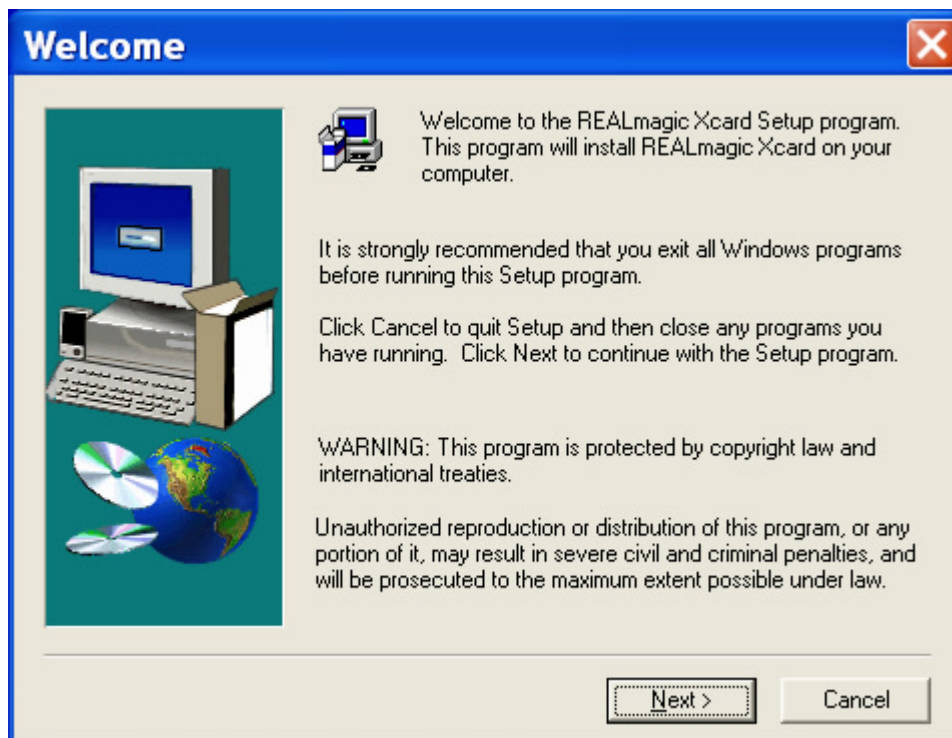 Welcome
Welcome to the REALmagic Xcard Setup program.
This program will install REALmagic Xcard on your
computer.
It is strongly recommended that you exit all Windows programs
before running this Setup program.
Click Cancel to quit Setup and then close any programs you
have running.  Click Next to continue with the Setup program.
WARNING: This program is protected by copyright law and
international treaties.
Unauthorized reproduction or distribution of this program, or any
portion of it, may result in severe civil and criminal penalties, and
will be prosecuted to the maximum extent possible under law.
Next >
Cancel